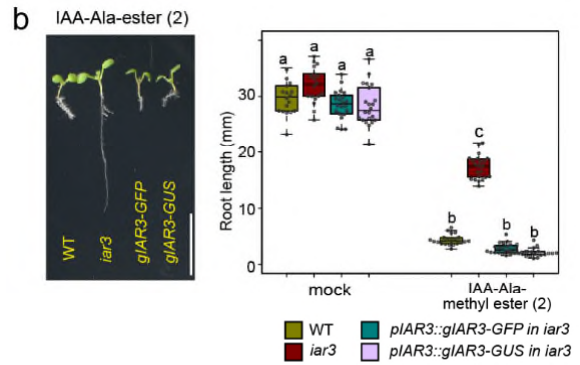 b
IAA-Ala-ester (2)
WT
iar3
gIAR3-GFP
gIAR3-GUS
Root length (mm)
30
20
10
0
a
a
a
a
b
c
b
b
mock
IAA-Ala-
methyl ester (2)
WT
iar3
pIAR3::gIAR3-GFP in iar3
pIAR3::gIAR3-GUS in iar3